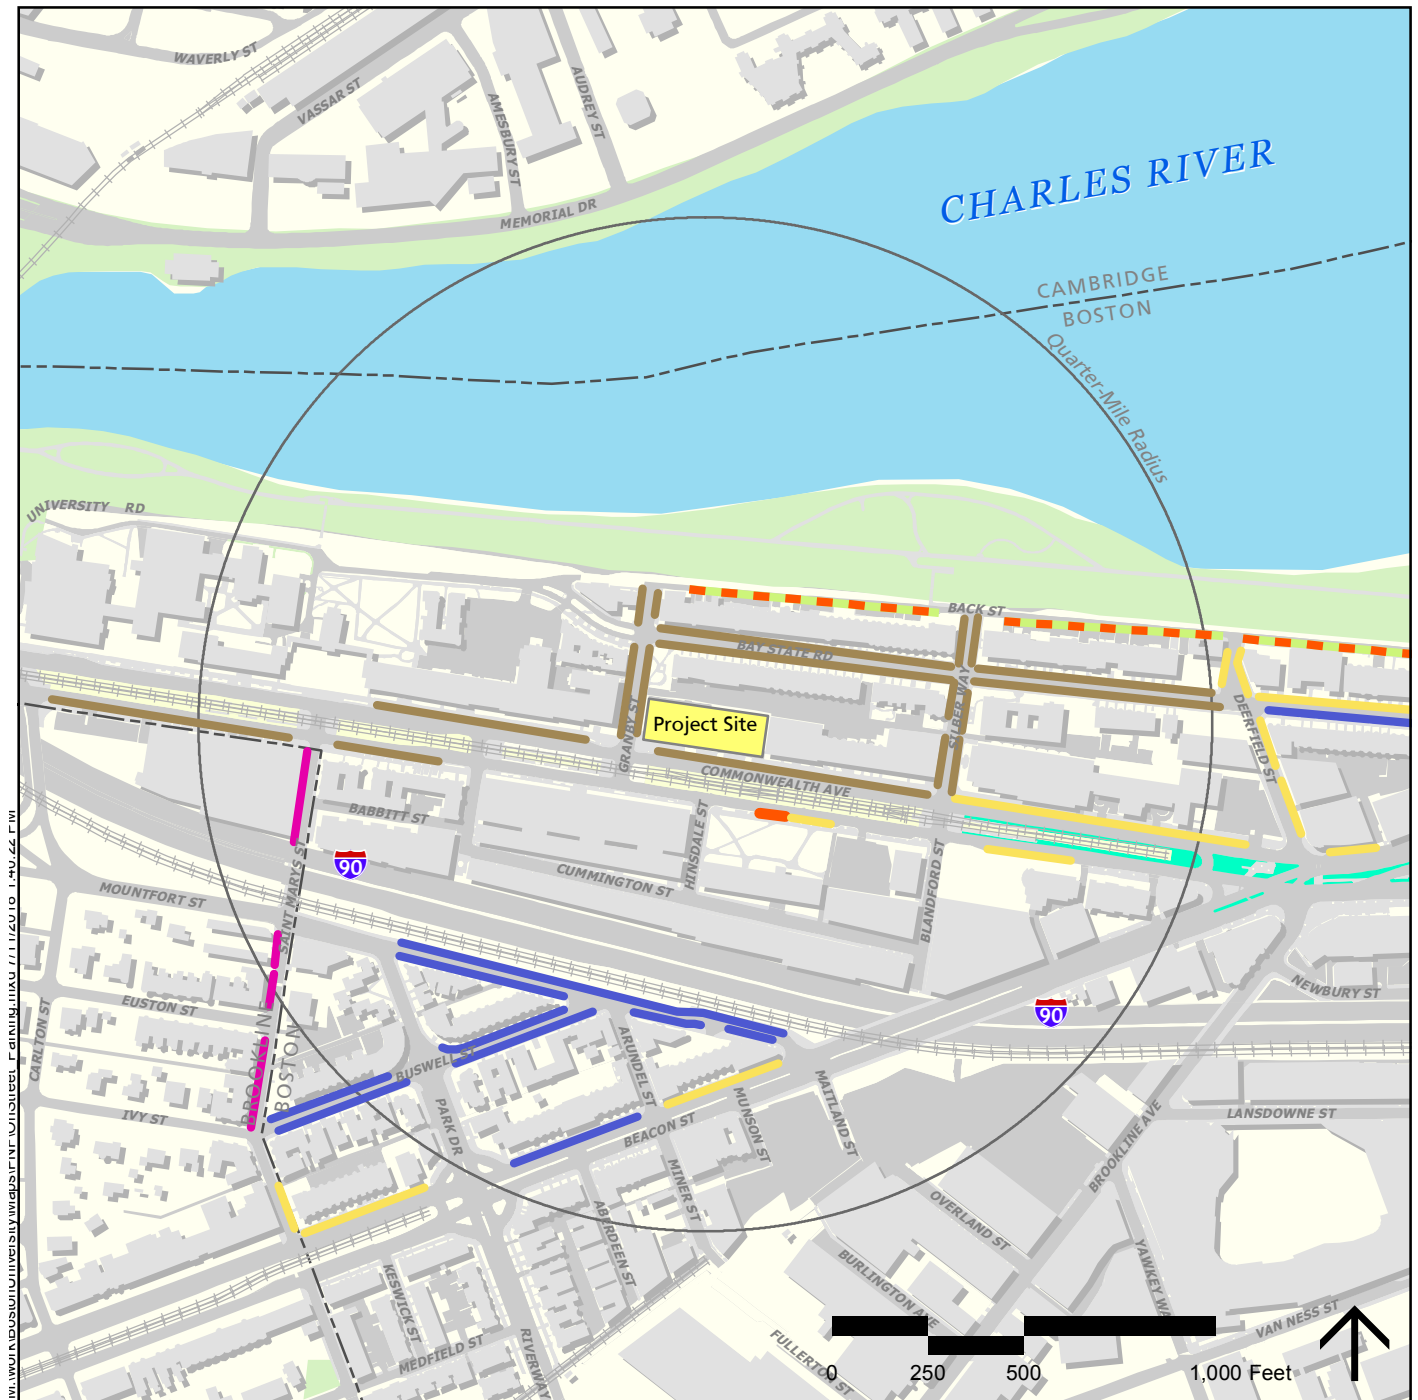 WAVERLY ST
VASSAR ST
AMESBURY ST
AUDREY ST
MEMORIAL DR
CHARLES RIVER
CAMBRIDGE
BOSTON
Quarter-Mile Radius
UNIVERSITY RD
BACK ST
BAY STATE RD
SILBER WAY
GRANBY ST
Project Site
DEERFIELD ST
COMMONWEALTH AVE
BABBITT ST
HINSDALE ST
90
CUMMINGTON ST
BLANDFORD ST
MOUNTFORT ST
SAINT MARYS ST
NEWBURY ST
EUSTON ST
CARLTON ST
90
BROOKLINE
BOSTON
BUSWELL ST
ARUNDEL ST
PARK DR
IVY ST
BEACON ST
MUNSON ST
MAITLAND ST
LANSDOWNE ST
BROOKLINE AVE
MINER ST
ABERDEEN ST
OVERLAND ST
BURLINGTON AVE
YAWKEY WA
KESWICK ST
MEDFIELD ST
RIVERWAY
FULLERTON ST
VAN NESS ST
0 250 500 1,000 Feet